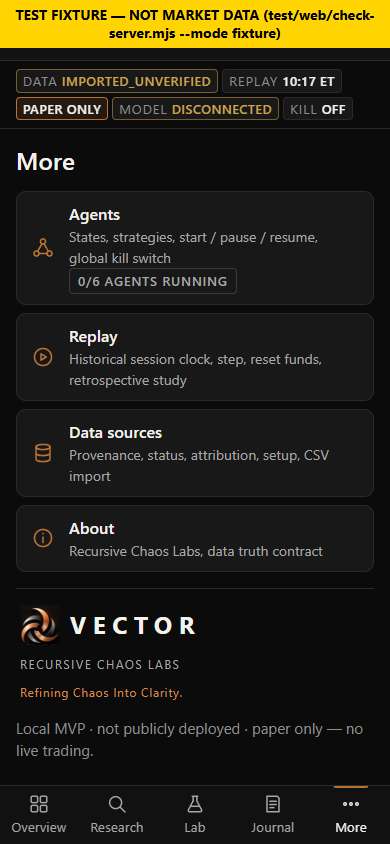 TEST FIXTURE — NOT MARKET DATA (test/web/check-
server.mjs --mode fixture)
DATA IMPORTED_UNVERIFIED REPLAY 10:17 ET
PAPER ONLY MODEL DISCONNECTED KILL OFF
More
Agents
States, strategies, start / pause / resume,
global kill switch
0/6 AGENTS RUNNING
Replay
Historical session clock, step, reset funds,
retrospective study
Data sources
Provenance, status, attribution, setup, CSV
import
About
Recursive Chaos Labs, data truth contract
VECTOR
RECURSIVE CHAOS LABS
Refining Chaos Into Clarity.
Local MVP · not publicly deployed · paper only — no
live trading.
Overview Research Lab Journal More